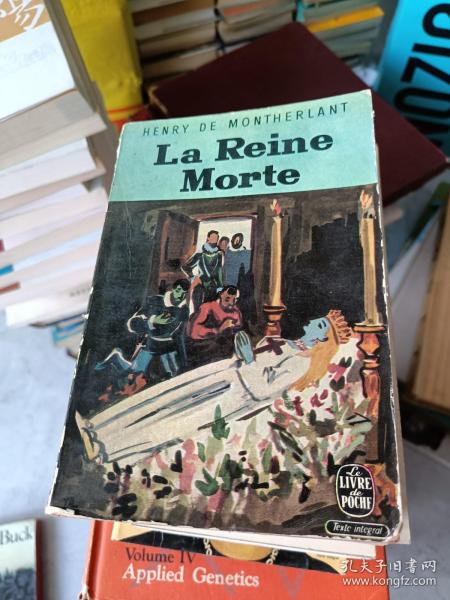 HENRY DE MONTHERLANT
La Reine
Morte
Le
LIVRE
de
POCHE
Texte intégral
Buck
Volume IV
Applied Genetics
孔夫子旧书网
www.kongfz.com